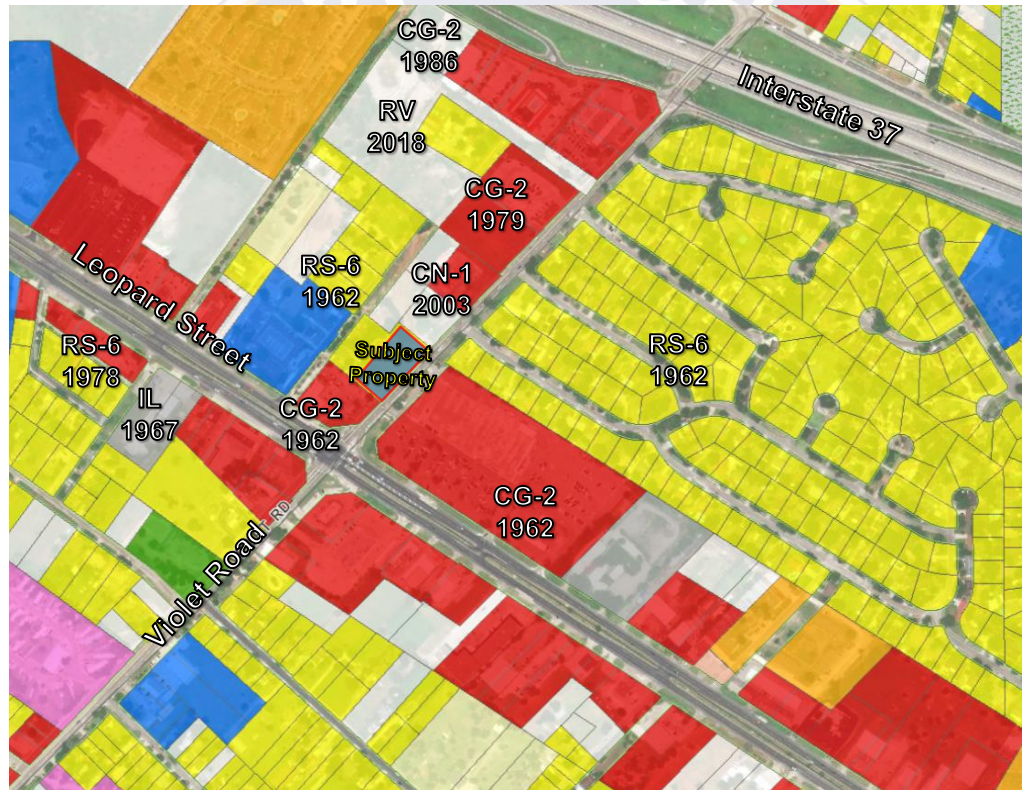 CG-2
1986
Interstate 37
RV
2018
CG-2
1979
Leopard Street
RS-6
1962
CN-1
2003
RS-6
1978
Subject
Property
RS-6
1962
IL
1967
CG-2
1962
CG-2
1962
Violet Road
T RD